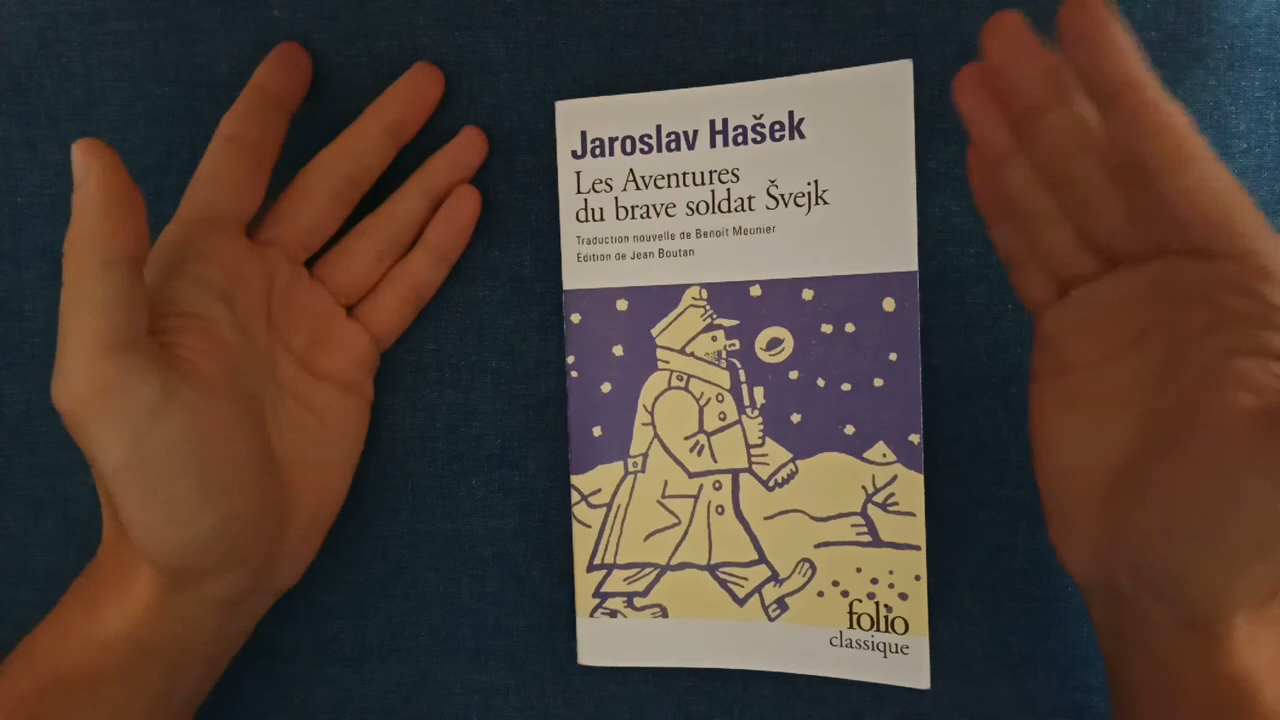 Jaroslav Hašek
Les Aventures
du brave soldat Švejk
Traduction nouvelle de Benoît Meunier
Édition de Jean Boutan
folio
classique